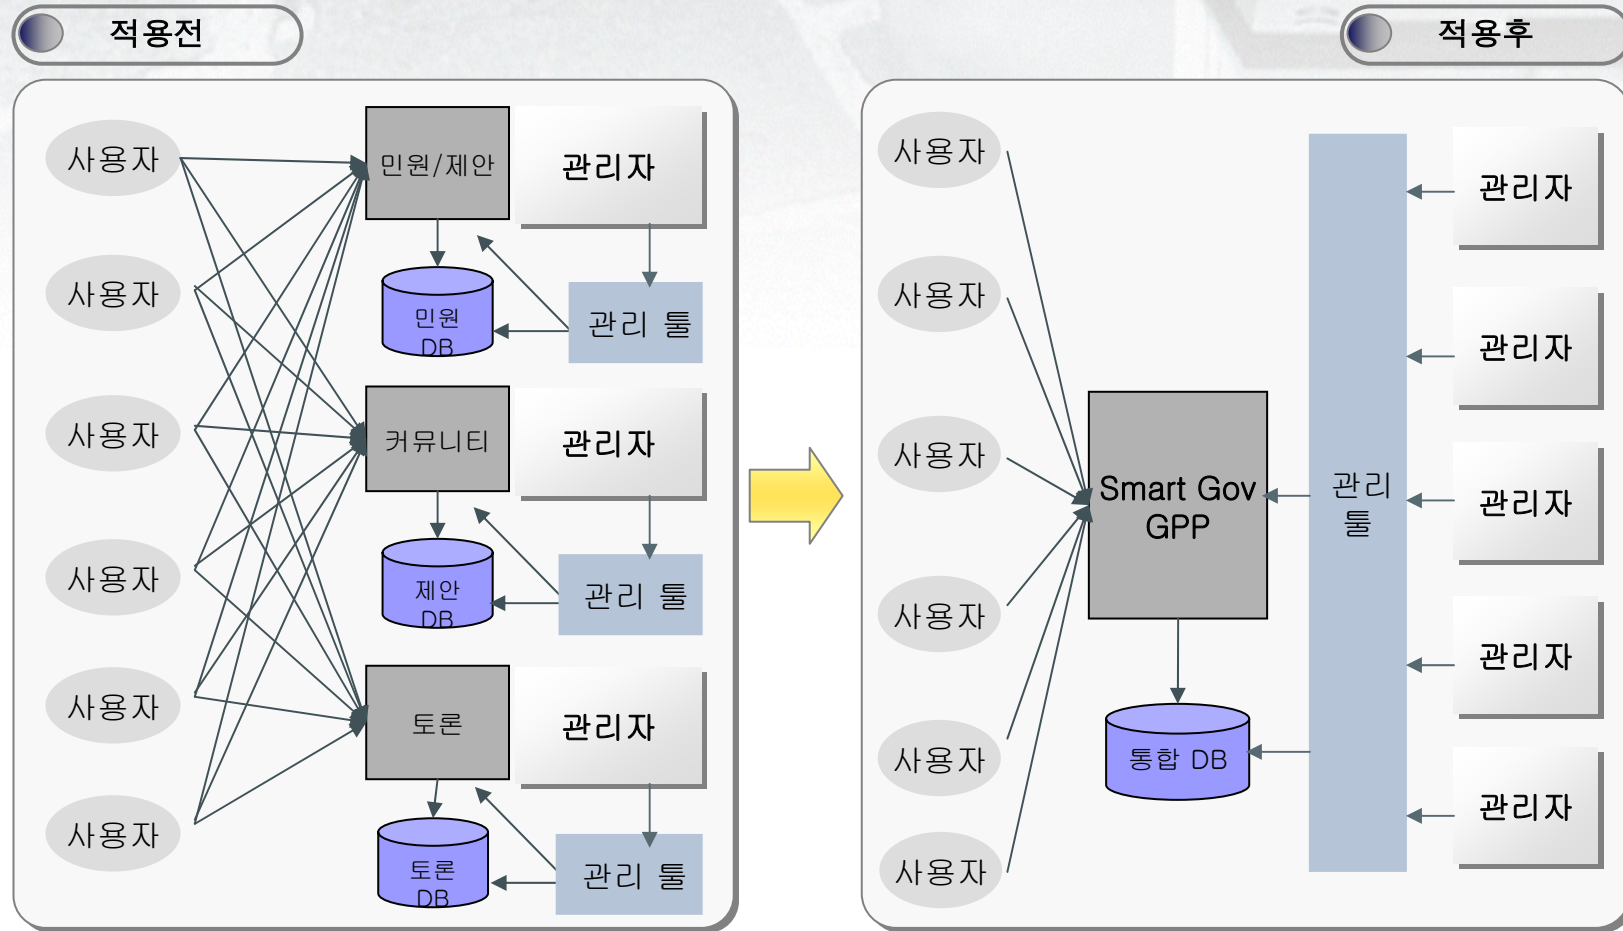 적용전
사용자
사용자
사용자
사용자
사용자
사용자
민원/제안
관리자
민원
DB
관리 툴
커뮤니티
관리자
제안
DB
관리 툴
토론
관리자
토론
DB
관리 툴
적용후
사용자
사용자
사용자
사용자
사용자
사용자
Smart Gov
GPP
통합 DB
관리
툴
관리자
관리자
관리자
관리자
관리자